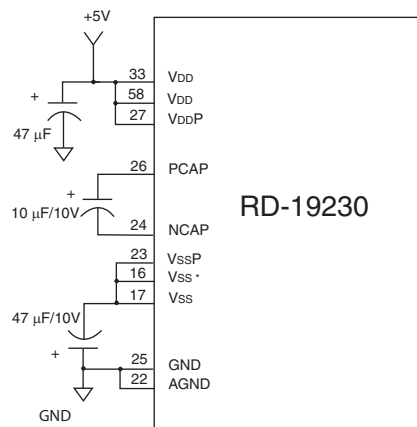 +5V
33 VDD
58 VDD
27 VDDP
+
47 µF
26 PCAP
+
10 µF/10V
RD-19230
24 NCAP
23 VSSP
16 VSS *
17 VSS
47 µF/10V
+
25 GND
22 AGND
GND